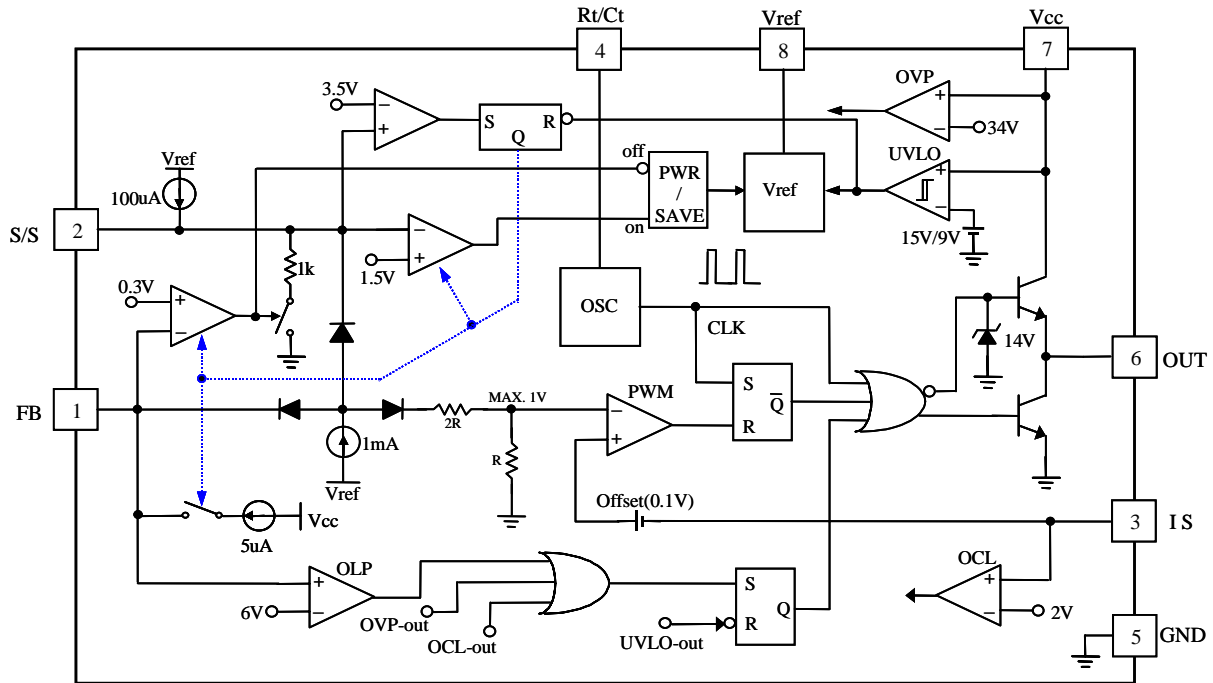 Rt/Ct
Vref
Vcc
4
8
7
OVP
3.5V
−
+
S
R
Q
+
−
34V
off
UVLO
Vref
PWR
/
SAVE
Vref
+
−
100uA
S/S
2
on
15V/9V
−
+
1k
1.5V
0.3V
+
−
OSC
CLK
14V
6
OUT
PWM
S
Q
R
FB
1
MAX. 1V
2R
−
+
1mA
R
Vref
Offset(0.1V)
3
I S
Vcc
5uA
OLP
OCL
+
−
S
Q
R
+
−
6V
2V
OVP-out
OCL-out
UVLO-out
5
GND